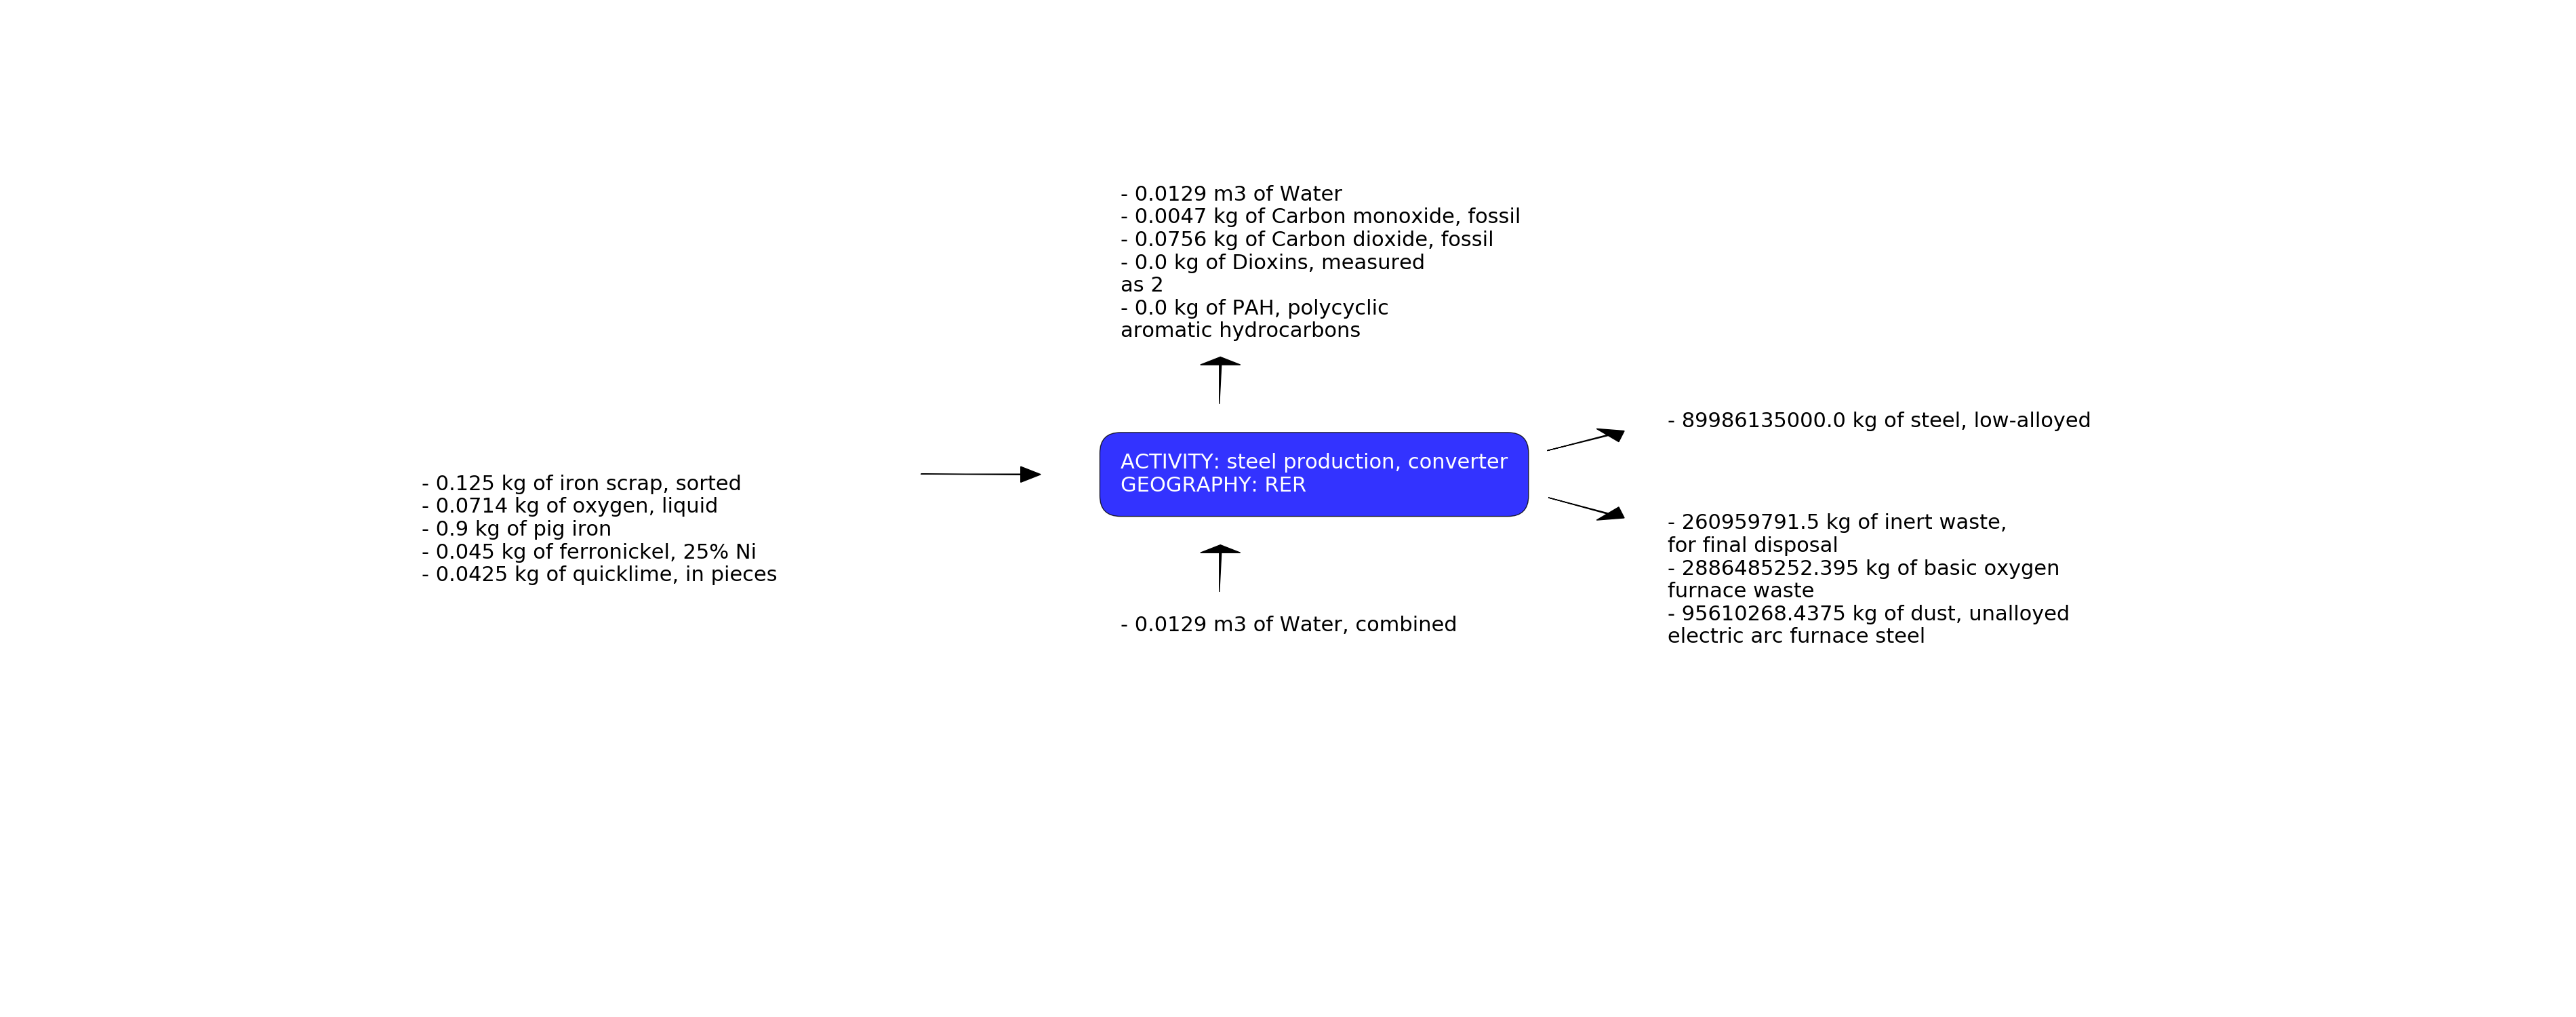 - 0.0129 m3 of Water
- 0.0047 kg of Carbon monoxide, fossil
- 0.0756 kg of Carbon dioxide, fossil
- 0.0 kg of Dioxins, measured
as 2
- 0.0 kg of PAH, polycyclic
aromatic hydrocarbons
- 0.125 kg of iron scrap, sorted
- 0.0714 kg of oxygen, liquid
- 0.9 kg of pig iron
- 0.045 kg of ferronickel, 25% Ni
- 0.0425 kg of quicklime, in pieces
ACTIVITY: steel production, converter
GEOGRAPHY: RER
- 0.0129 m3 of Water, combined
- 89986135000.0 kg of steel, low-alloyed
- 260959791.5 kg of inert waste,
for final disposal
- 2886485252.395 kg of basic oxygen
furnace waste
- 95610268.4375 kg of dust, unalloyed
electric arc furnace steel